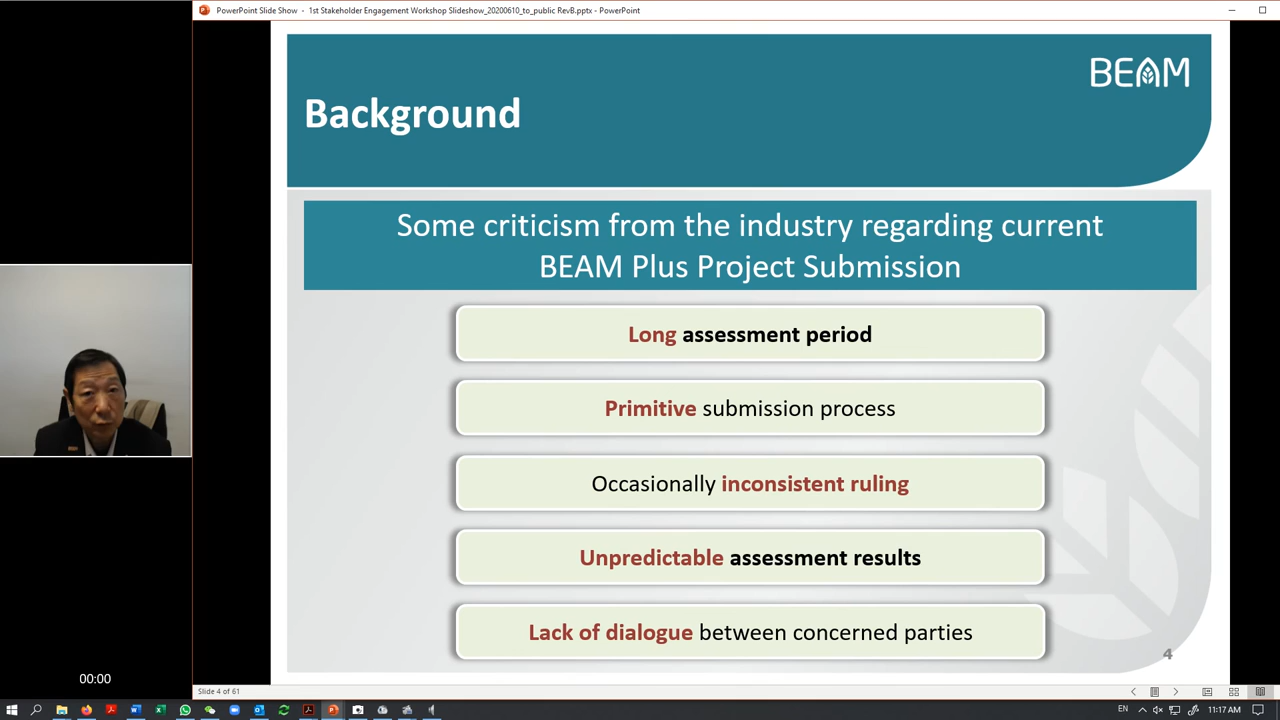 PowerPoint Slide Show - 1st Stakeholder Engagement Workshop Slideshow_20200610_to_public RevB.pptx - PowerPoint
BEAM
Background
Some criticism from the industry regarding current
BEAM Plus Project Submission
Long assessment period
Primitive submission process
Occasionally inconsistent ruling
Unpredictable assessment results
Lack of dialogue between concerned parties
4
00:00
Slide 4 of 61
EN
11:17 AM